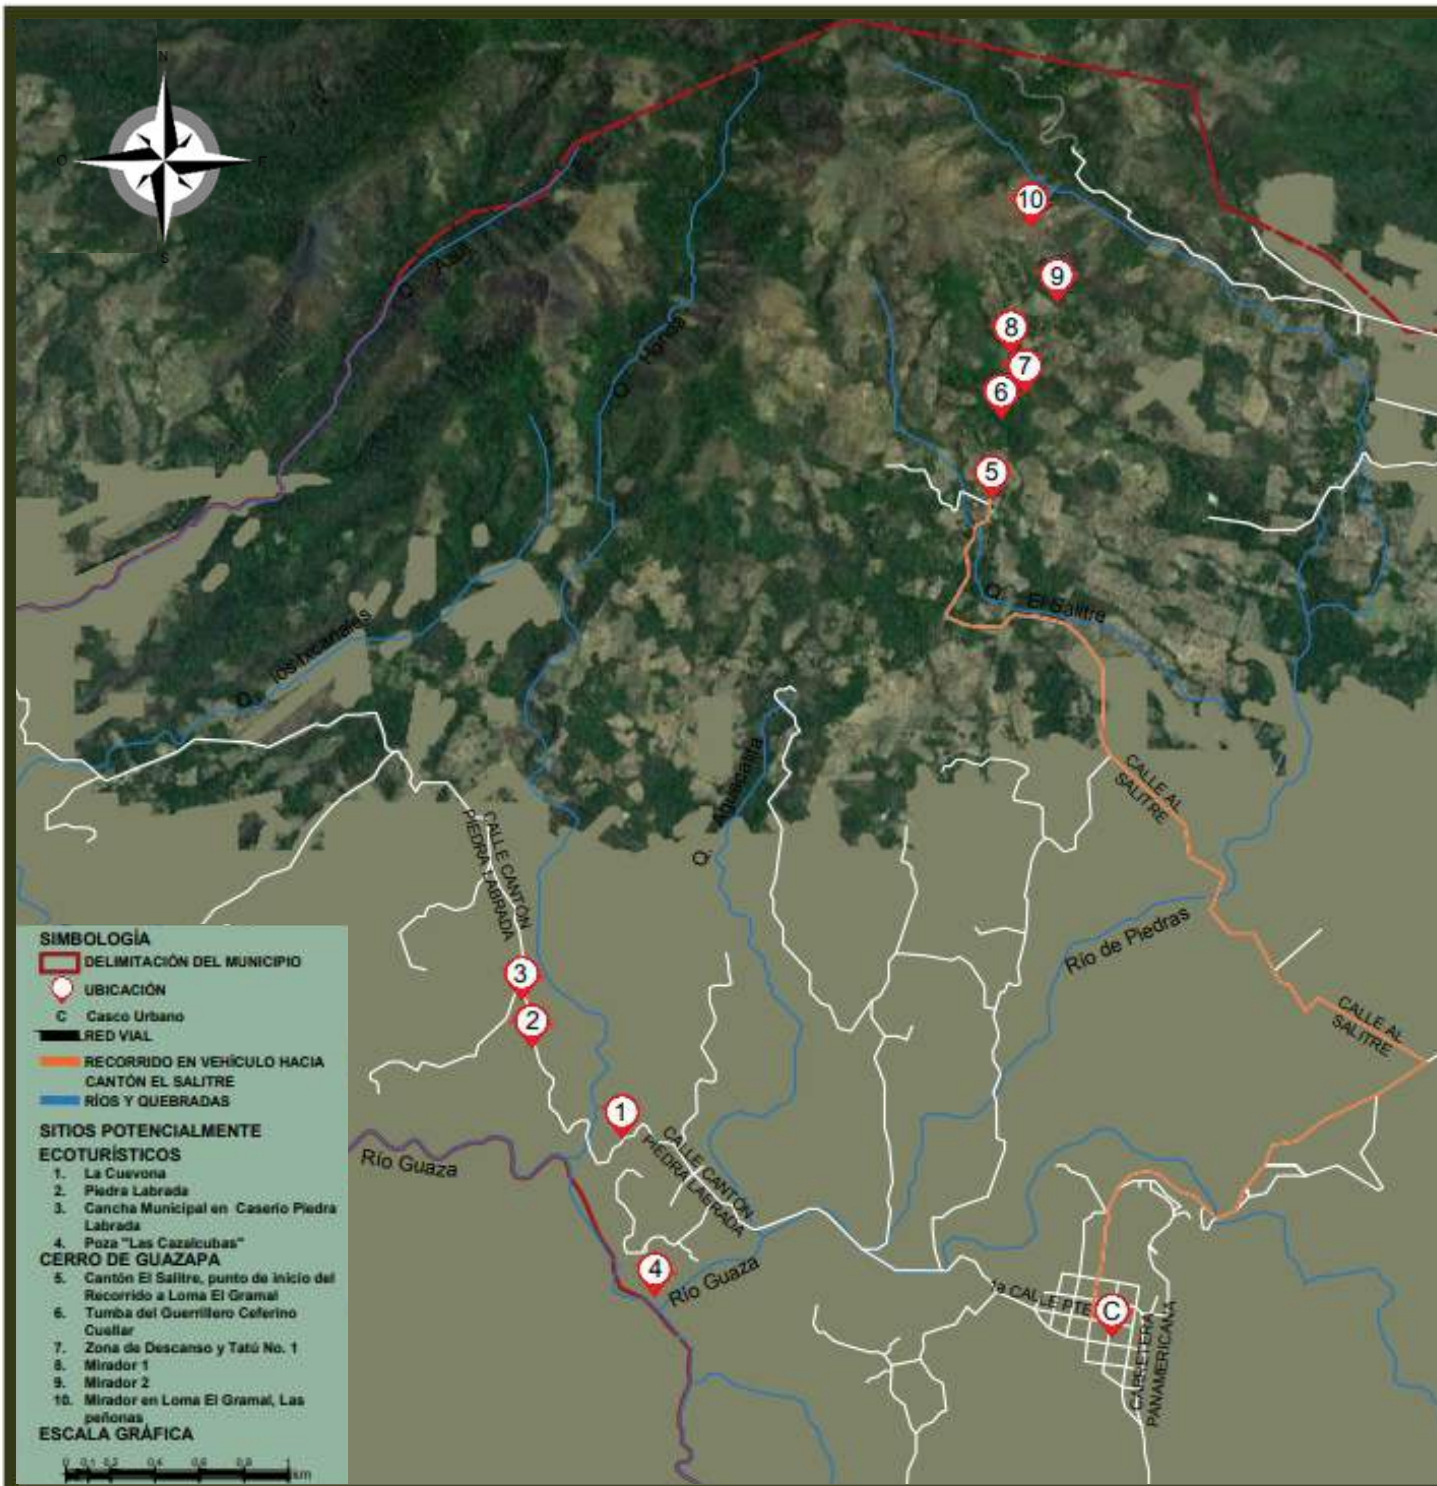 N
O
E
S
10
9
8
7
6
5
Q. El Salitre
Q. los Ixcanales
Q. Aguacalita
CALLE AL
SALITRE
CALLE CANTÓN
PIEDRA LABRADA
Río de Piedras
3
2
CALLE AL
SALITRE
1
CALLE CANTÓN
PIEDRA LABRADA
Río Guaza
4
Río Guaza
1a CALLE PTE
C
CARRETERA
PANAMERICANA
SIMBOLOGÍA
DELIMITACIÓN DEL MUNICIPIO
UBICACIÓN
C Casco Urbano
RED VIAL
RECORRIDO EN VEHÍCULO HACIA
CANTÓN EL SALITRE
RÍOS Y QUEBRADAS
SITIOS POTENCIALMENTE
ECOTURÍSTICOS
1. La Cuevona
2. Piedra Labrada
3. Cancha Municipal en Caserío Piedra
Labrada
4. Poza "Las Cazalcubas"
CERRO DE GUAZAPA
5. Cantón El Salitre, punto de inicio del
Recorrido a Loma El Gramal
6. Tumba del Guerrillero Ceferino
Cuellar
7. Zona de Descanso y Tatú No. 1
8. Mirador 1
9. Mirador 2
10. Mirador en Loma El Gramal, Las
peñonas
ESCALA GRÁFICA
0 0,1 0,2 0,4 0,6 0,8 1
km